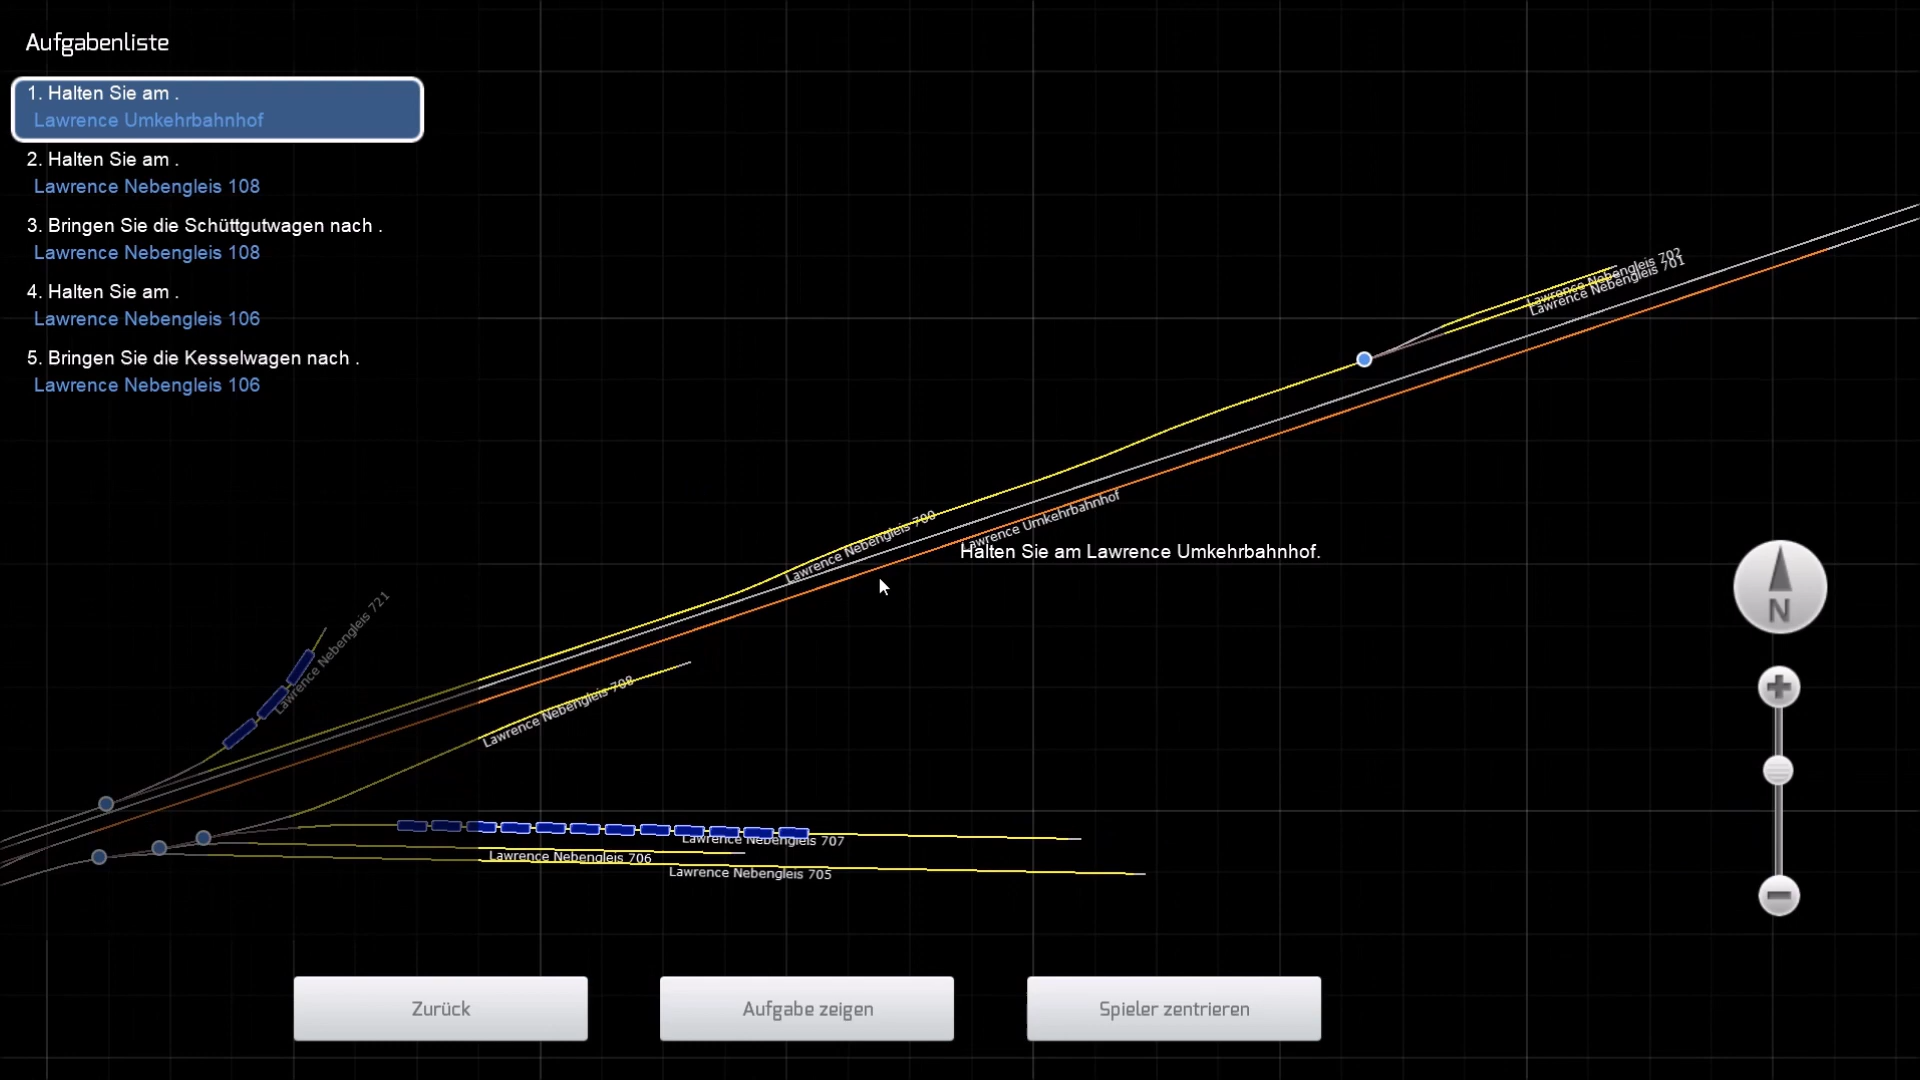 Aufgabenliste
1. Halten Sie am .
Lawrence Umkehrbahnhof
2. Halten Sie am .
Lawrence Nebengleis 108
3. Bringen Sie die Schüttgutwagen nach .
Lawrence Nebengleis 108
4. Halten Sie am .
Lawrence Nebengleis 106
5. Bringen Sie die Kesselwagen nach .
Lawrence Nebengleis 106
Lawrence Nebengleis 702
Lawrence Nebengleis 701
Lawrence Umkehrbahnhof
Lawrence Nebengleis 700
Halten Sie am Lawrence Umkehrbahnhof.
Lawrence Nebengleis 721
Lawrence Nebengleis 708
Lawrence Nebengleis 707
Lawrence Nebengleis 706
Lawrence Nebengleis 705
N
Zurück
Aufgabe zeigen
Spieler zentrieren